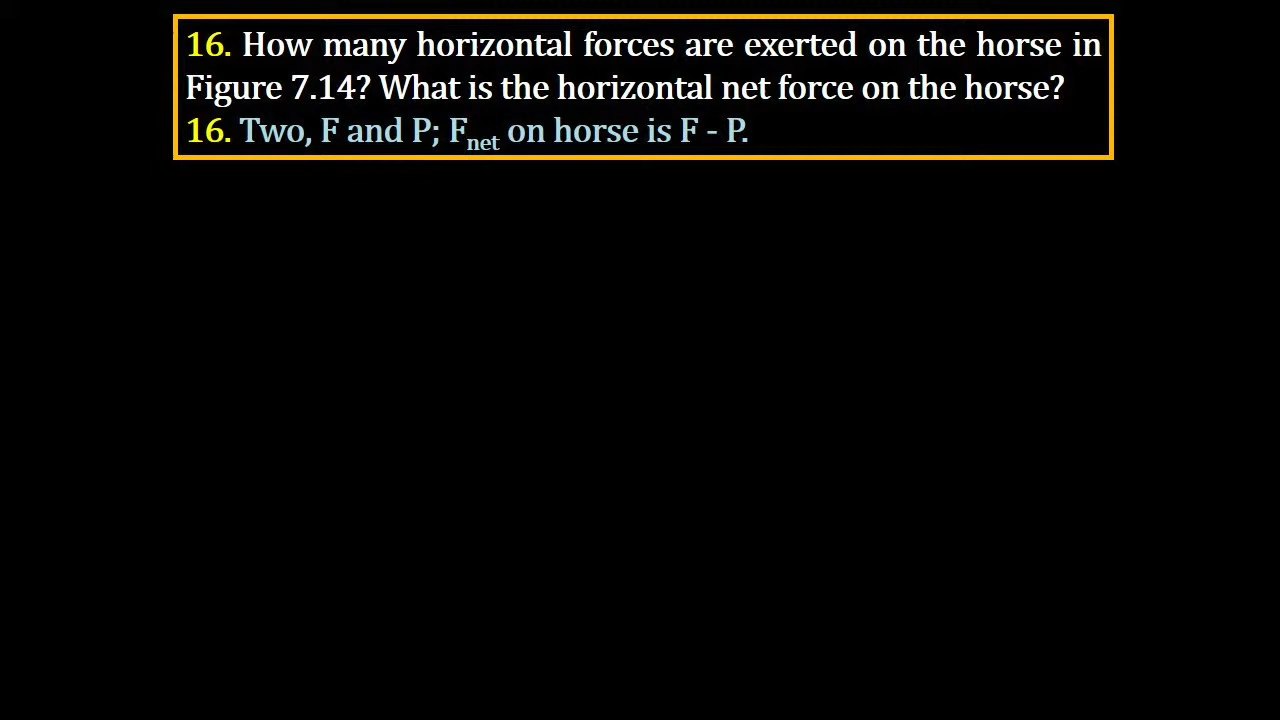 16. How many horizontal forces are exerted on the horse in
Figure 7.14? What is the horizontal net force on the horse?
16. Two, F and P; Fnet on horse is F - P.